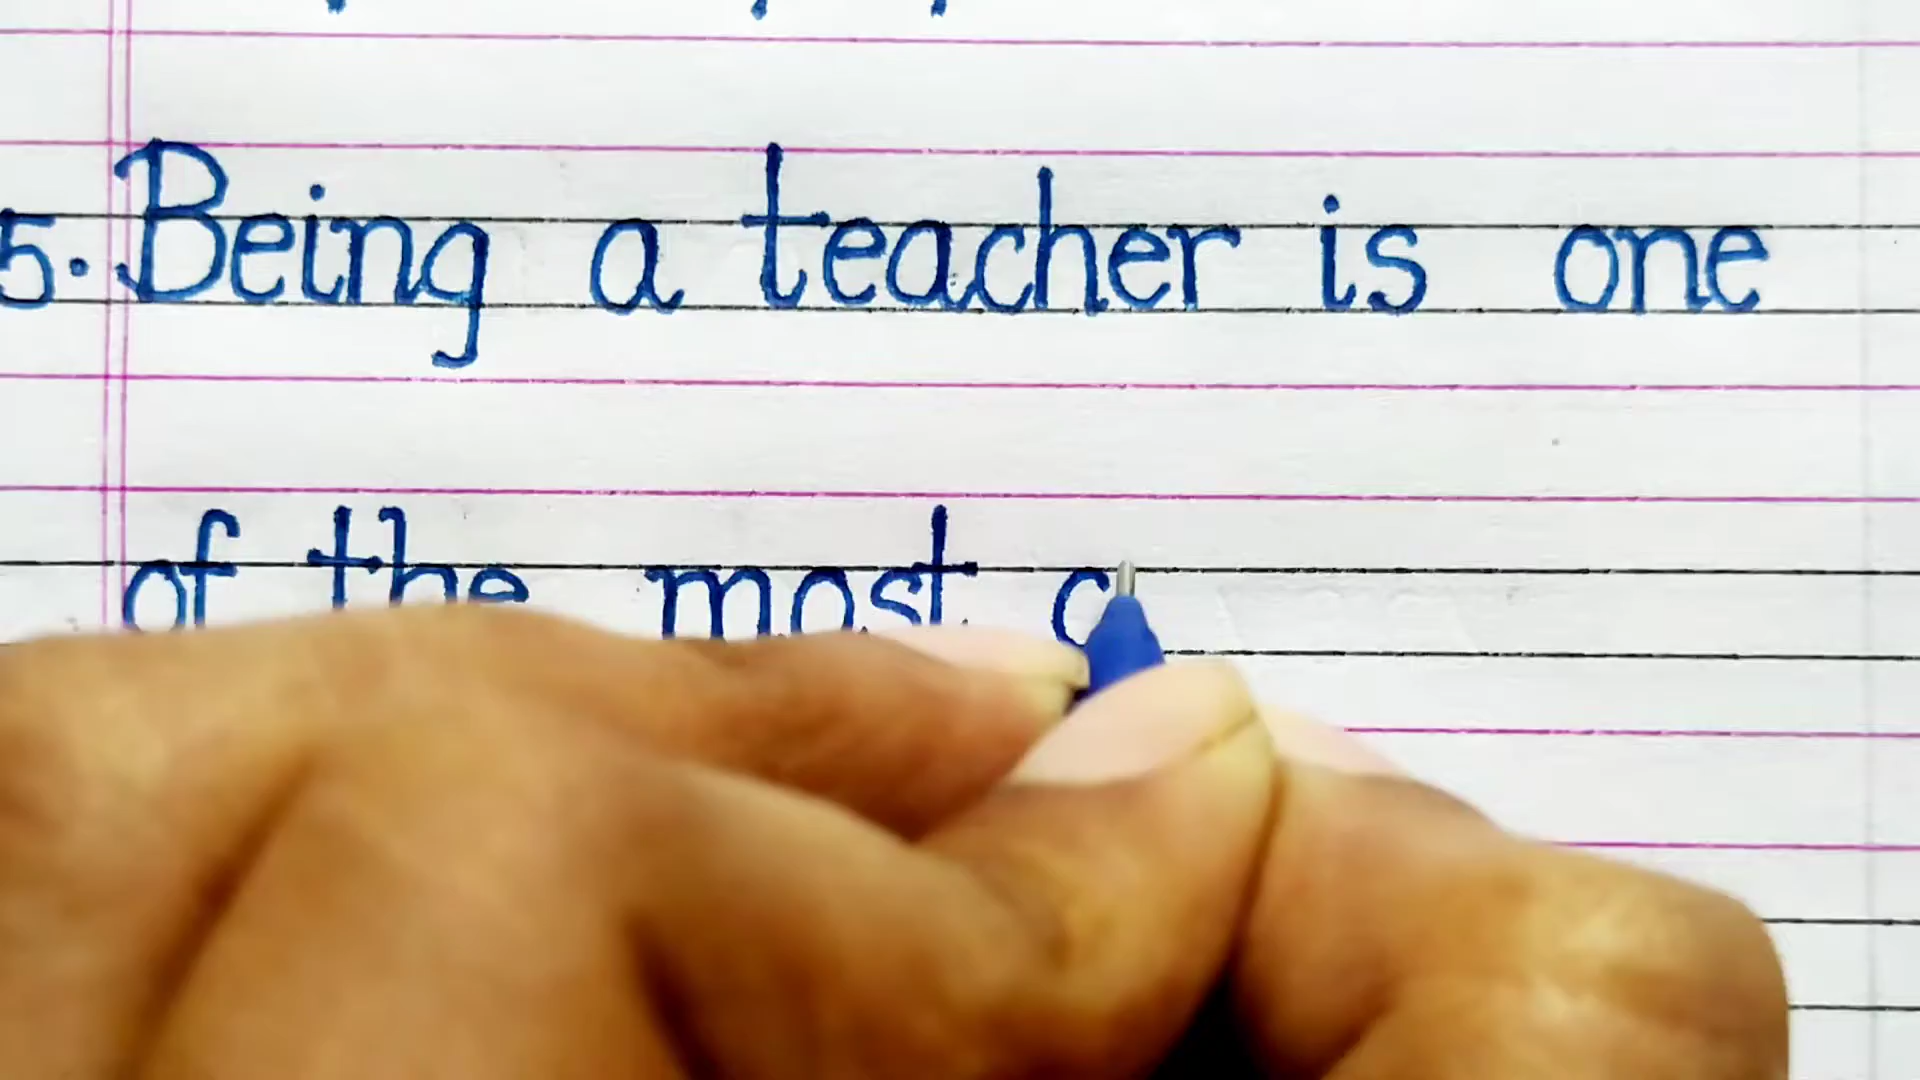 5. Being a teacher is one
of the most